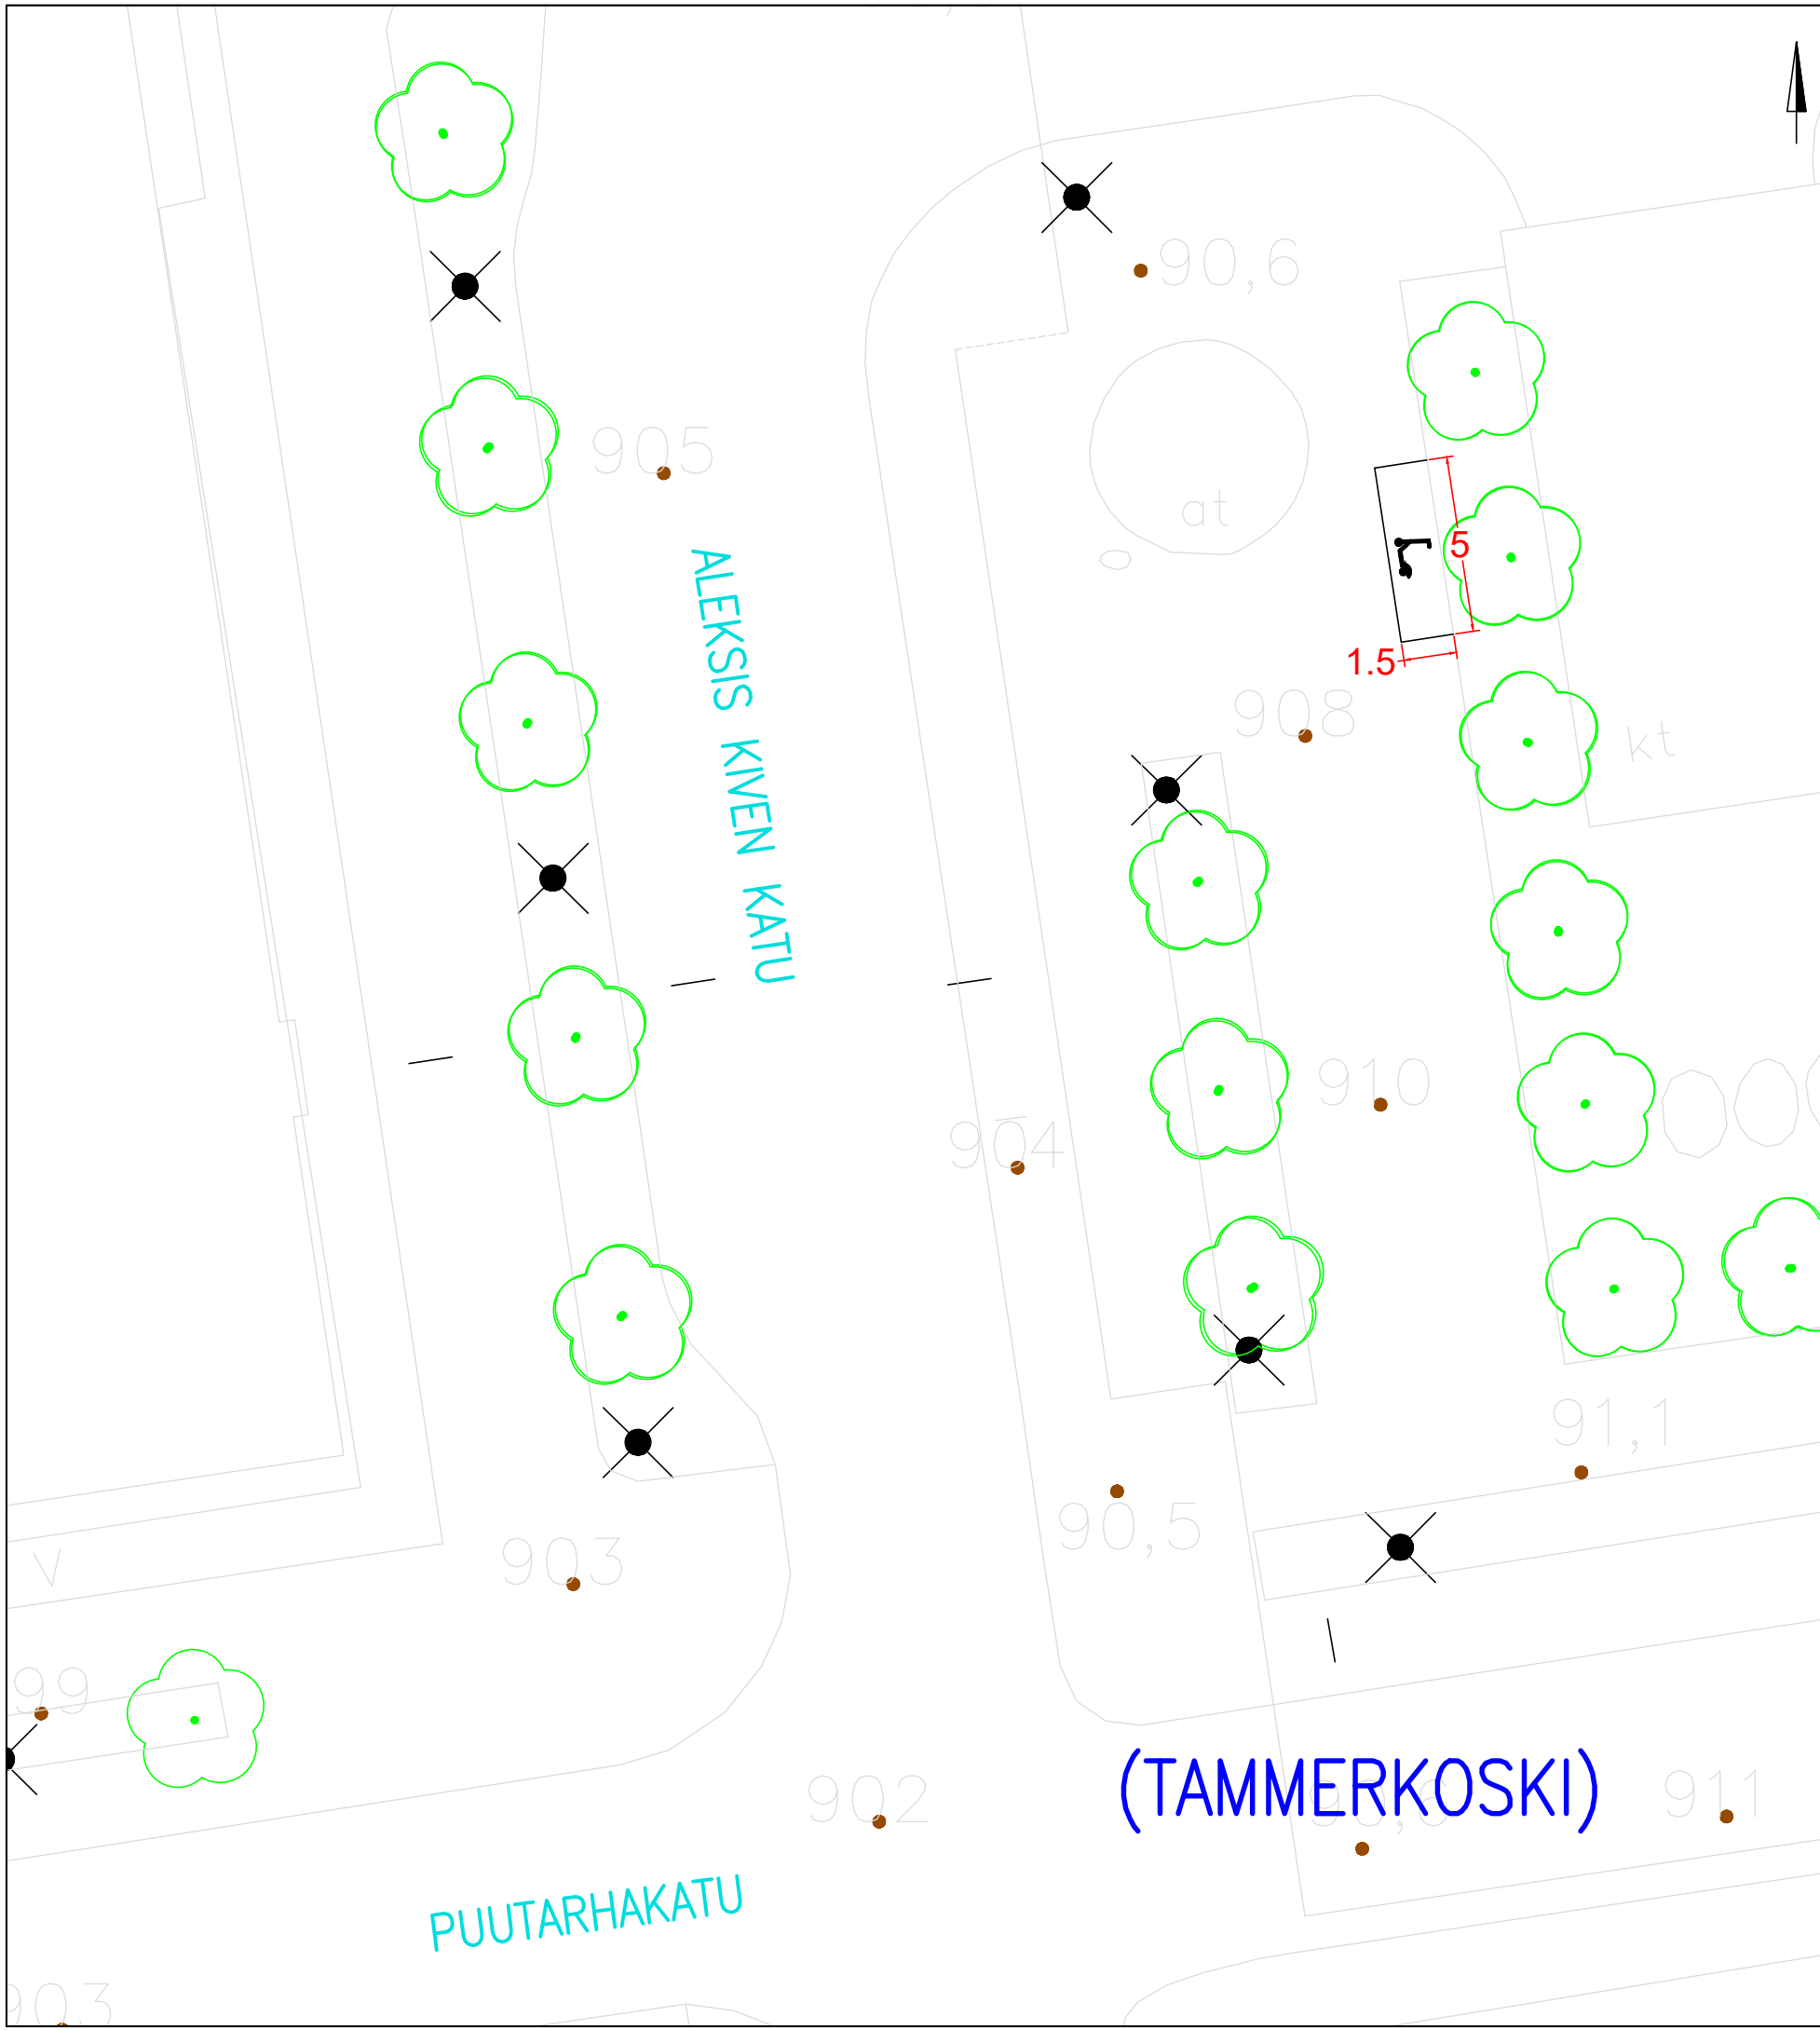 90,6
905
at
5
1.5
ALEKSIS KIVEN KATU
908
kt
910
904
91,1
90,5
903
v
99
(TAMMERKOSKI)
902
911
PUUTARHAKATU
903